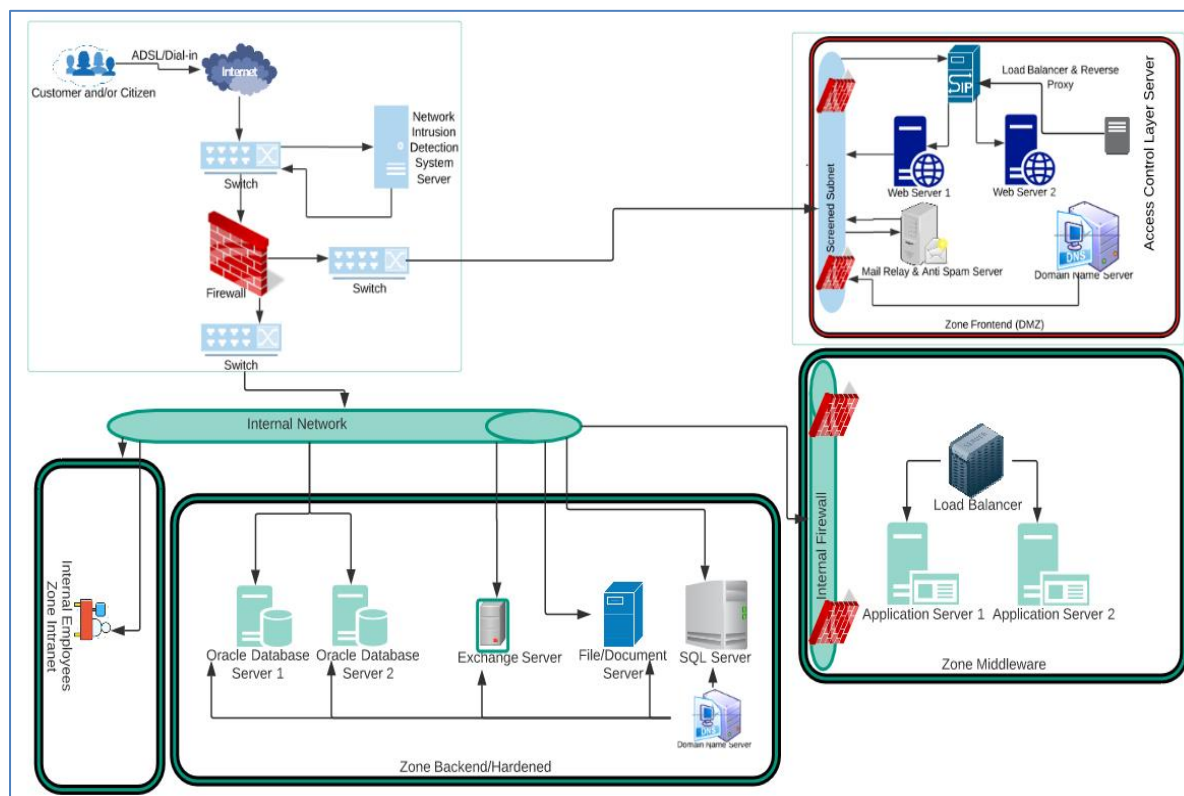 ADSL/Dial-in
Internet
Customer and/or Citizen
Network
Intrusion
Detection
System
Server
Switch
Firewall
Switch
Switch
Screened Subnet
SIP
Load Balancer & Reverse
Proxy
Access Control Layer Server
Web Server 1
Web Server 2
Mail Relay & Anti Spam Server
DNS
Domain Name Server
Zone Frontend (DMZ)
Internal Network
Internal Employees
Zone Intranet
Oracle Database
Server 1
Oracle Database
Server 2
Exchange Server
File/Document
Server
SQL Server
DNS
Domain Name Server
Zone Backend/Hardened
Internal Firewall
SERVER
Load Balancer
Application Server 1
Application Server 2
Zone Middleware